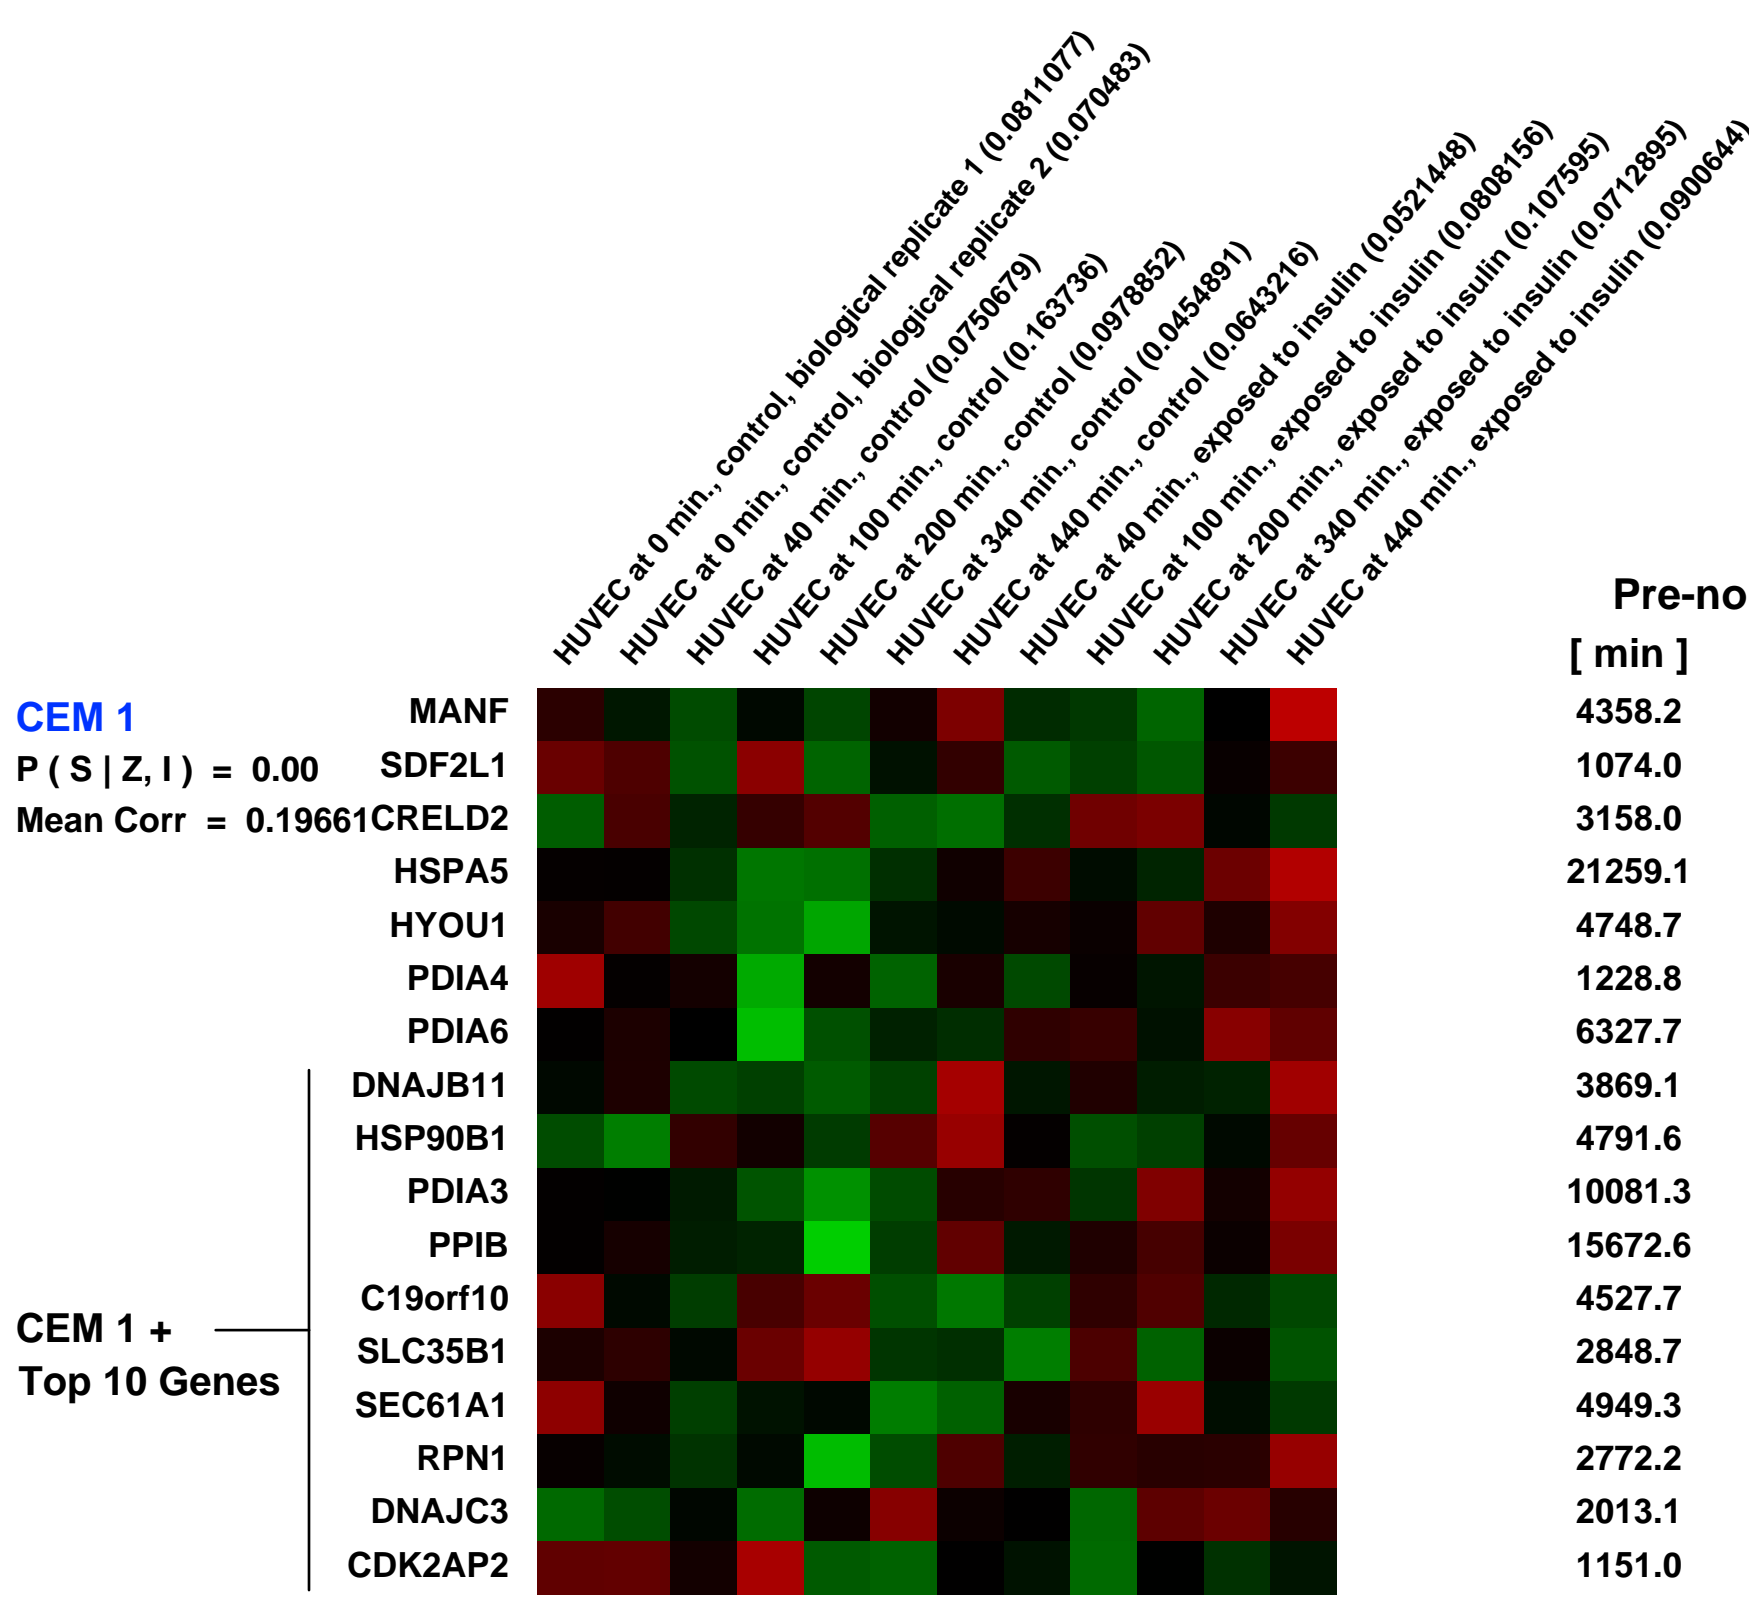 HUVEC at 0 min., control, biological replicate 1 (0.0811077)
HUVEC at 0 min., control, biological replicate 2 (0.070483)
HUVEC at 40 min., control (0.0750679)
HUVEC at 100 min., control (0.163736)
HUVEC at 200 min., control (0.0978852)
HUVEC at 340 min., control (0.0454891)
HUVEC at 440 min., control (0.0643216)
HUVEC at 40 min., exposed to insulin (0.0521448)
HUVEC at 100 min., exposed to insulin (0.0808156)
HUVEC at 200 min., exposed to insulin (0.107595)
HUVEC at 340 min., exposed to insulin (0.0712895)
HUVEC at 440 min., exposed to insulin (0.0900644)
Pre-no
[ min ]
CEM 1
P ( S | Z, I ) = 0.00
Mean Corr = 0.19661
MANF 4358.2
SDF2L1 1074.0
CRELD2 3158.0
HSPA5 21259.1
HYOU1 4748.7
PDIA4 1228.8
PDIA6 6327.7
CEM 1 +
Top 10 Genes
DNAJB11 3869.1
HSP90B1 4791.6
PDIA3 10081.3
PPIB 15672.6
C19orf10 4527.7
SLC35B1 2848.7
SEC61A1 4949.3
RPN1 2772.2
DNAJC3 2013.1
CDK2AP2 1151.0